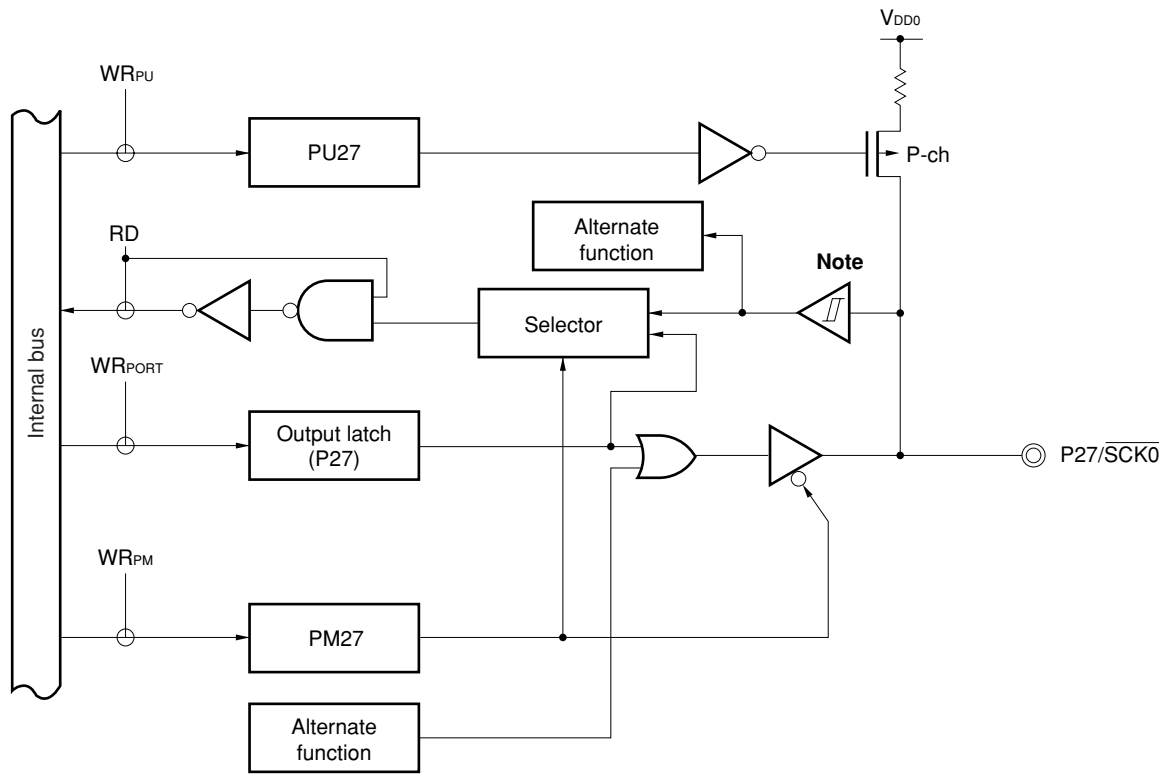 VDD0
WRPU
PU27
P-ch
Alternate
function
RD
Note
Selector
WRPORT
Internal bus
Output latch
(P27)
P27/SCK0
WRPM
PM27
Alternate
function